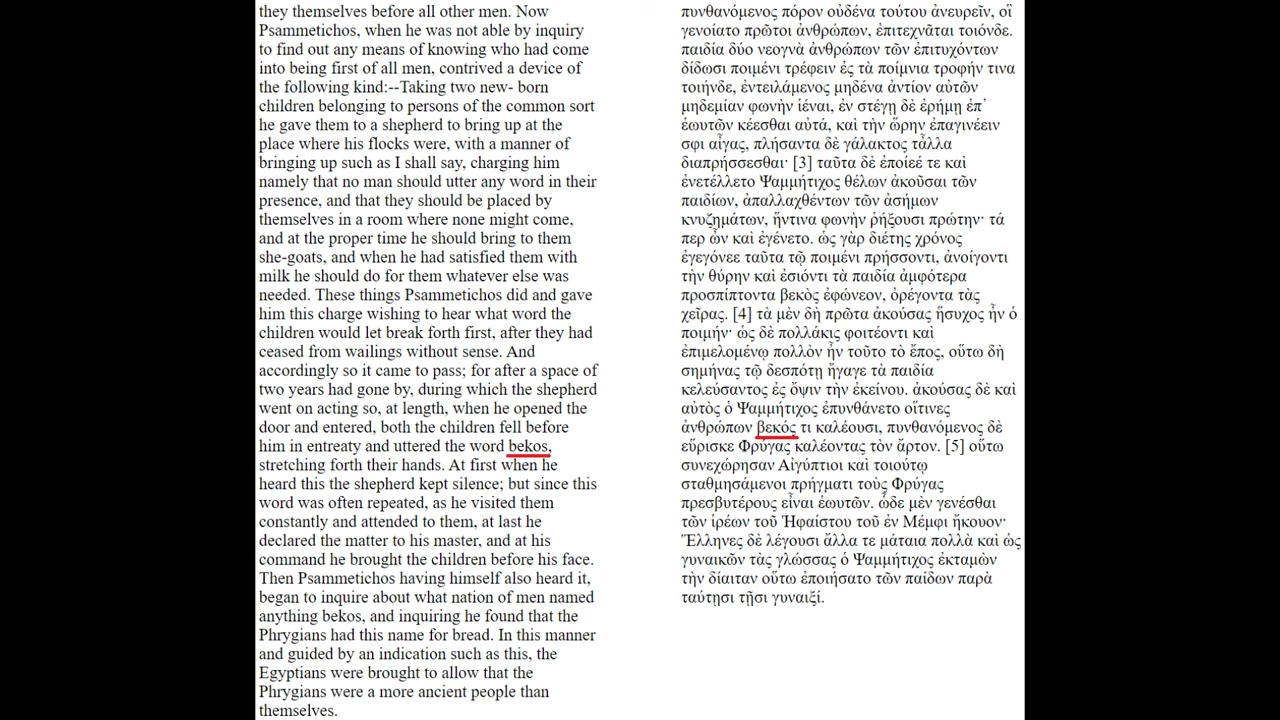 they themselves before all other men. Now
Psammetichos, when he was not able by inquiry
to find out any means of knowing who had come
into being first of all men, contrived a device of
the following kind:--Taking two new- born
children belonging to persons of the common sort
he gave them to a shepherd to bring up at the
place where his flocks were, with a manner of
bringing up such as I shall say, charging him
namely that no man should utter any word in their
presence, and that they should be placed by
themselves in a room where none might come,
and at the proper time he should bring to them
she-goats, and when he had satisfied them with
milk he should do for them whatever else was
needed. These things Psammetichos did and gave
him this charge wishing to hear what word the
children would let break forth first, after they had
ceased from wailings without sense. And
accordingly so it came to pass; for after a space of
two years had gone by, during which the shepherd
went on acting so, at length, when he opened the
door and entered, both the children fell before
him in entreaty and uttered the word bekos,
stretching forth their hands. At first when he
heard this the shepherd kept silence; but since this
word was often repeated, as he visited them
constantly and attended to them, at last he
declared the matter to his master, and at his
command he brought the children before his face.
Then Psammetichos having himself also heard it,
began to inquire about what nation of men named
anything bekos, and inquiring he found that the
Phrygians had this name for bread. In this manner
and guided by an indication such as this, the
Egyptians were brought to allow that the
Phrygians were a more ancient people than
themselves.
πυνθανόμενος πόρον οὐδένα τούτου ἀνευρεῖν, οἳ
γενοίατο πρῶτοι ἀνθρώπων, ἐπιτεχνᾶται τοιόνδε.
παιδία δύο νεογνὰ ἀνθρώπων τῶν ἐπιτυχόντων
δίδωσι ποιμένι τρέφειν ἐς τὰ ποίμνια τροφήν τινα
τοιήνδε, ἐντειλάμενος μηδένα ἀντίον αὐτῶν
μηδεμίαν φωνὴν ἱέναι, ἐν στέγῃ δὲ ἐρήμῃ ἐπ᾽
ἑωυτῶν κέεσθαι αὐτά, καὶ τὴν ὥρην ἐπαγινέειν
σφι αἶγας, πλήσαντα δὲ γάλακτος τἆλλα
διαπρήσσεσθαι· [3] ταῦτα δὲ ἐποίεέ τε καὶ
ἐνετέλλετο Ψαμμήτιχος θέλων ἀκοῦσαι τῶν
παιδίων, ἀπαλλαχθέντων τῶν ἀσήμων
κνυζημάτων, ἥντινα φωνὴν ῥήξουσι πρώτην· τά
περ ὦν καὶ ἐγένετο. ὡς γὰρ διέτης χρόνος
ἐγεγόνεε ταῦτα τῷ ποιμένι πρήσσοντι, ἀνοίγοντι
τὴν θύρην καὶ ἐσιόντι τὰ παιδία ἀμφότερα
προσπίπτοντα βεκὸς ἐφώνεον, ὀρέγοντα τὰς
χεῖρας. [4] τὰ μὲν δὴ πρῶτα ἀκούσας ἥσυχος ἦν ὁ
ποιμήν· ὡς δὲ πολλάκις φοιτέοντι καὶ
ἐπιμελομένῳ πολλὸν ἦν τοῦτο τὸ ἔπος, οὕτω δὴ
σημήνας τῷ δεσπότῃ ἤγαγε τὰ παιδία
κελεύσαντος ἐς ὄψιν τὴν ἐκείνου. ἀκούσας δὲ καὶ
αὐτὸς ὁ Ψαμμήτιχος ἐπυνθάνετο οἵτινες
ἀνθρώπων βεκός τι καλέουσι, πυνθανόμενος δὲ
εὕρισκε Φρύγας καλέοντας τὸν ἄρτον. [5] οὕτω
συνεχώρησαν Αἰγύπτιοι καὶ τοιούτῳ
σταθμησάμενοι πρήγματι τοὺς Φρύγας
πρεσβυτέρους εἶναι ἑωυτῶν. ὧδε μὲν γενέσθαι
τῶν ἱρέων τοῦ Ἡφαίστου τοῦ ἐν Μέμφι ἤκουον·
Ἕλληνες δὲ λέγουσι ἄλλα τε μάταια πολλὰ καὶ ὡς
γυναικῶν τὰς γλώσσας ὁ Ψαμμήτιχος ἐκταμὼν
τὴν δίαιταν οὕτω ἐποιήσατο τῶν παίδων παρὰ
ταύτῃσι τῇσι γυναιξί.